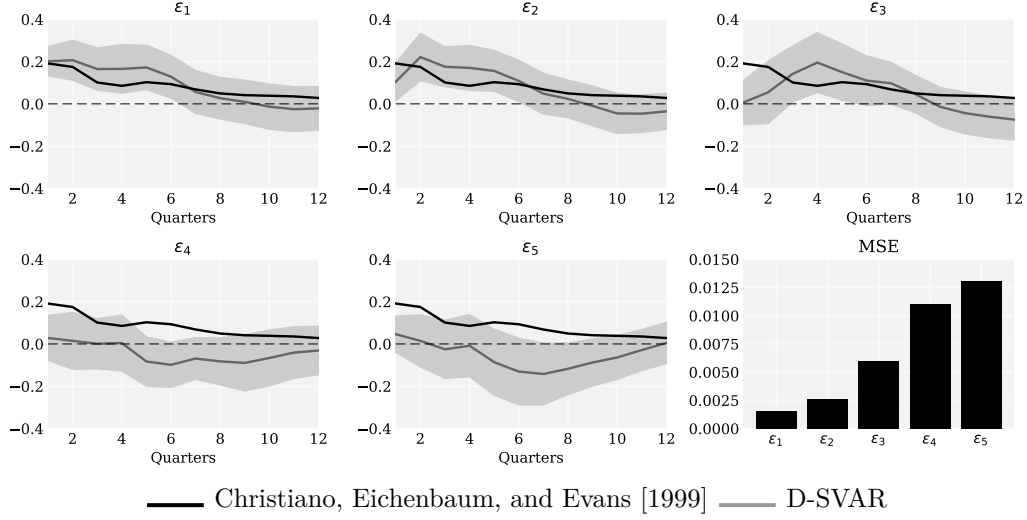 ε1
ε2
ε3
0.4
0.2
0.0
−0.2
−0.4
2 4 6 8 10 12
Quarters
0.4
0.2
0.0
−0.2
−0.4
2 4 6 8 10 12
Quarters
0.4
0.2
0.0
−0.2
−0.4
2 4 6 8 10 12
Quarters
ε4
ε5
MSE
0.4
0.2
0.0
−0.2
−0.4
2 4 6 8 10 12
Quarters
0.4
0.2
0.0
−0.2
−0.4
2 4 6 8 10 12
Quarters
0.0150
0.0125
0.0100
0.0075
0.0050
0.0025
0.0000
ε1 ε2 ε3 ε4 ε5
Christiano, Eichenbaum, and Evans [1999] D-SVAR